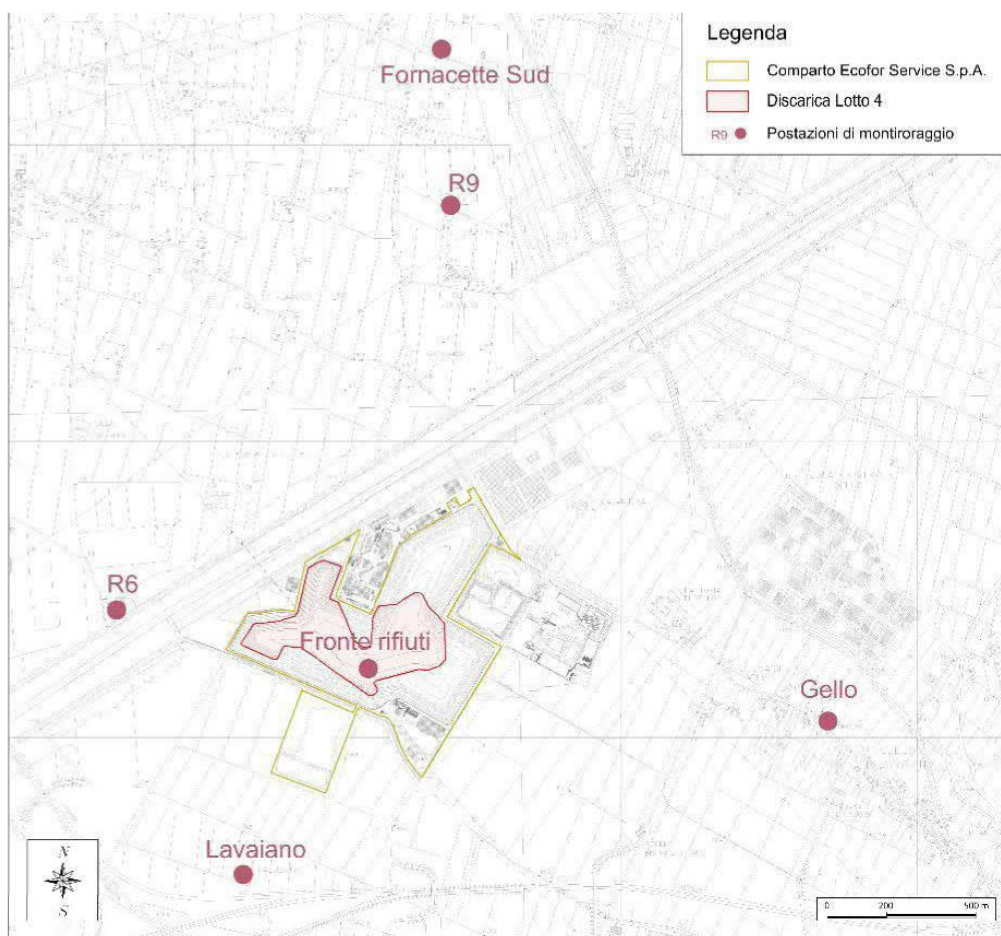 Legenda
Comparto Ecofor Service S.p.A.
Discarica Lotto 4
R9 Postazioni di montiroraggio
Fornacette Sud
R9
R6
Fronte rifiuti
Gello
Lavaiano
N
S
0 200 500 m